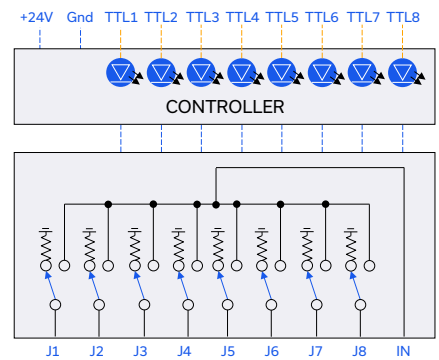 +24V Gnd TTL1 TTL2 TTL3 TTL4 TTL5 TTL6 TTL7 TTL8
CONTROLLER
J1 J2 J3 J4 J5 J6 J7 J8 IN